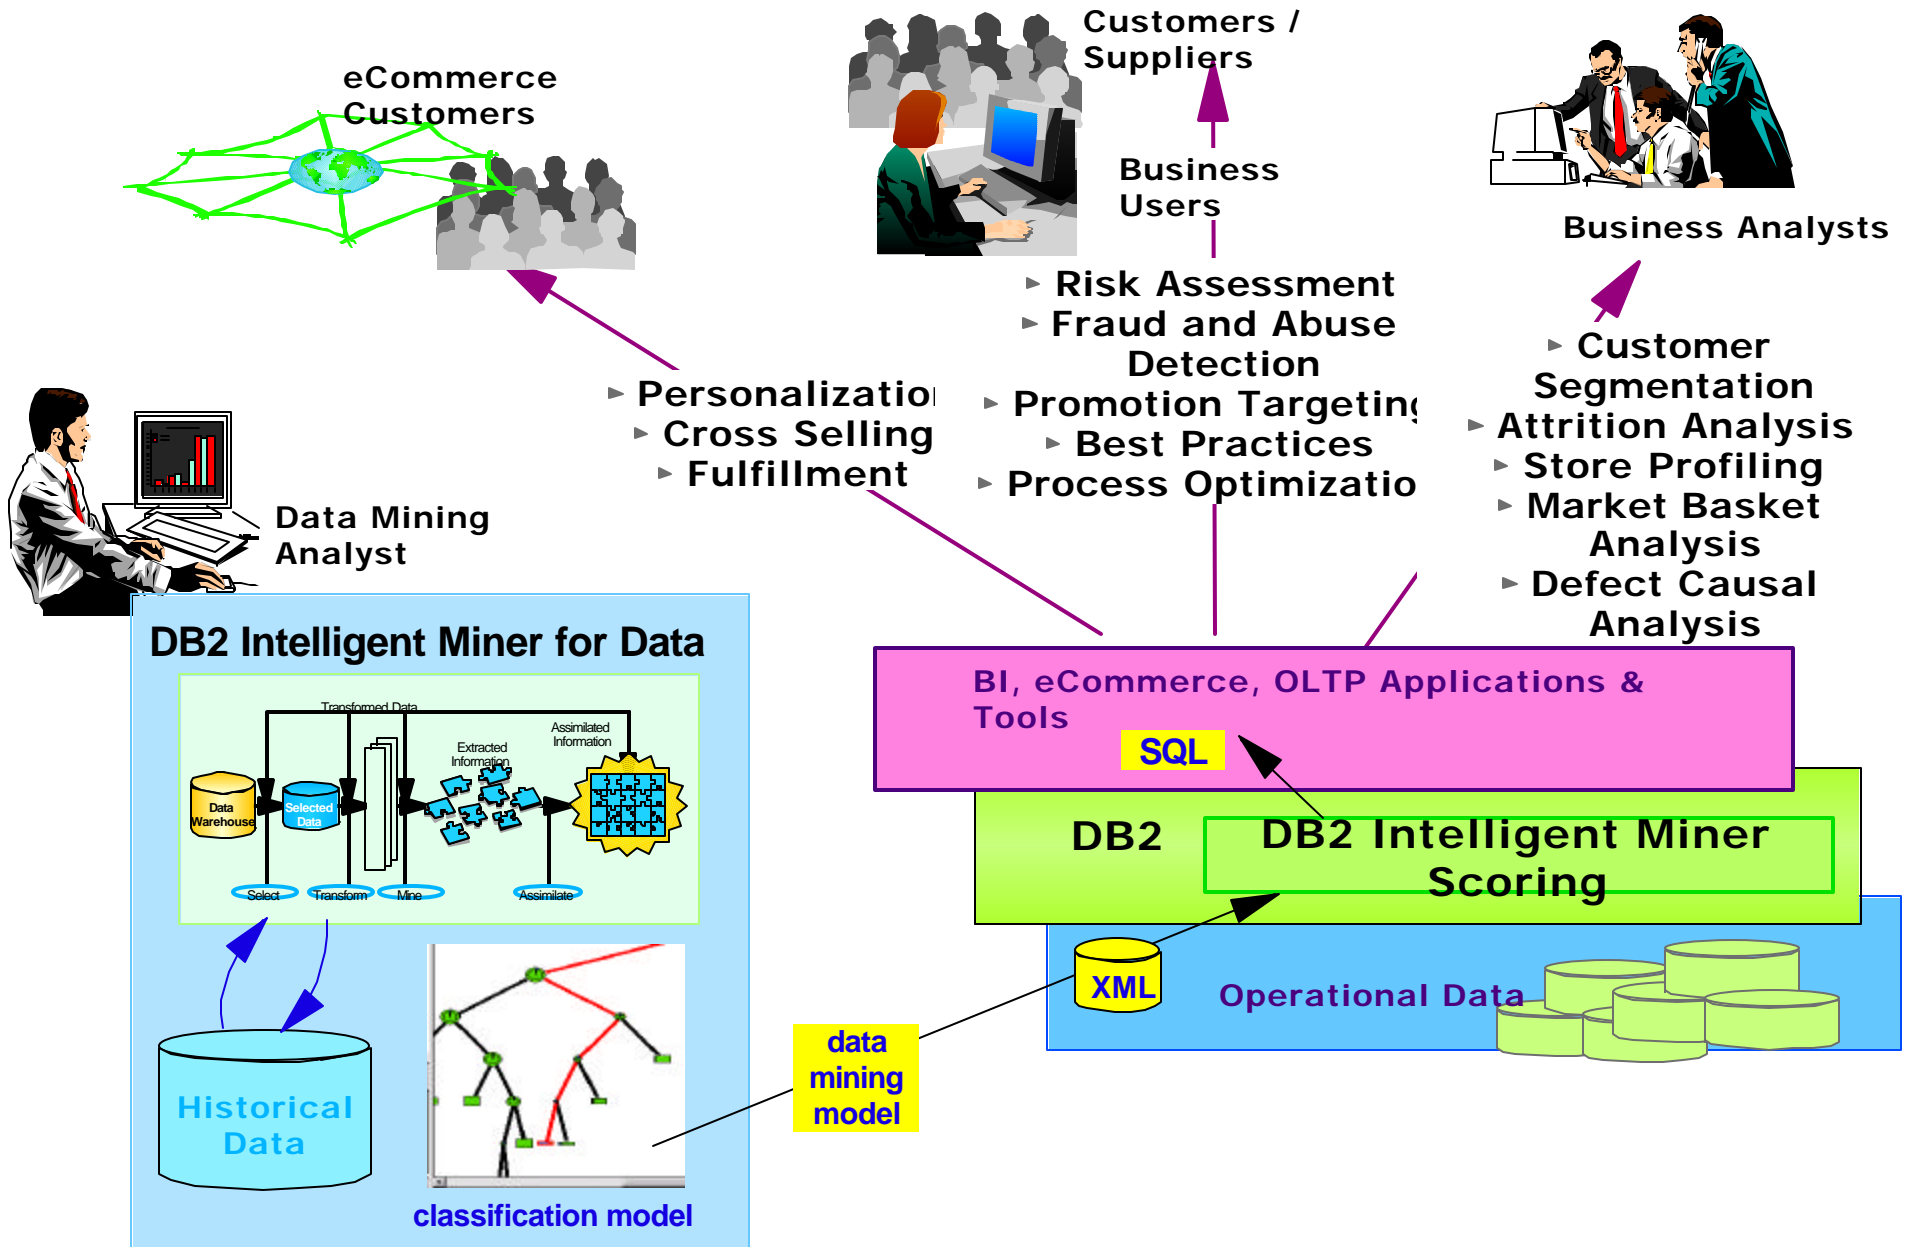 eCommerce
Customers
Customers /
Suppliers
Business
Users
Business Analysts
Risk Assessment
Fraud and Abuse
Detection
Promotion Targeting
Best Practices
Process Optimizatio
Customer
Segmentation
Attrition Analysis
Store Profiling
Market Basket
Analysis
Defect Causal
Analysis
Personalization
Cross Selling
Fulfillment
Data Mining
Analyst
DB2 Intelligent Miner for Data
Transformed Data
Assimilated
Information
Extracted
Information
Data
Warehouse
Selected
Data
Select
Transform
Mine
Assimilate
Historical
Data
classification model
data
mining
model
BI, eCommerce, OLTP Applications &
Tools
SQL
DB2
DB2 Intelligent Miner
Scoring
XML
Operational Data